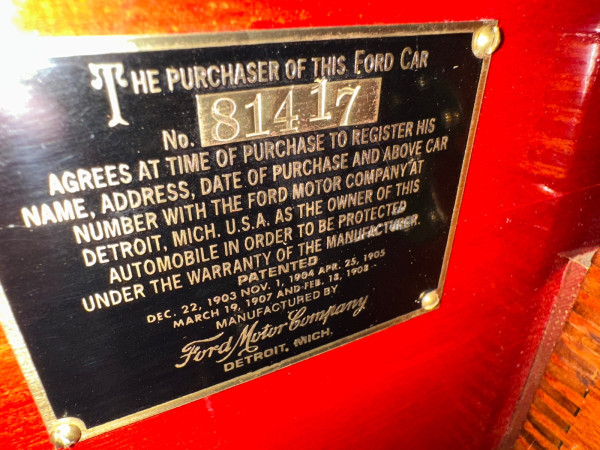 THE PURCHASER OF THIS FORD CAR
No. 81417
AGREES AT TIME OF PURCHASE TO REGISTER HIS
NAME, ADDRESS, DATE OF PURCHASE AND ABOVE CAR
NUMBER WITH THE FORD MOTOR COMPANY AT
DETROIT, MICH. U.S.A. AS THE OWNER OF THIS
AUTOMOBILE IN ORDER TO BE PROTECTED
UNDER THE WARRANTY OF THE MANUFACTURER.
PATENTED
DEC. 22, 1903 NOV. 1, 1904 APR. 25, 1905
MARCH 19, 1907 AND FEB. 18, 1908
MANUFACTURED BY
Ford Motor Company
DETROIT, MICH.